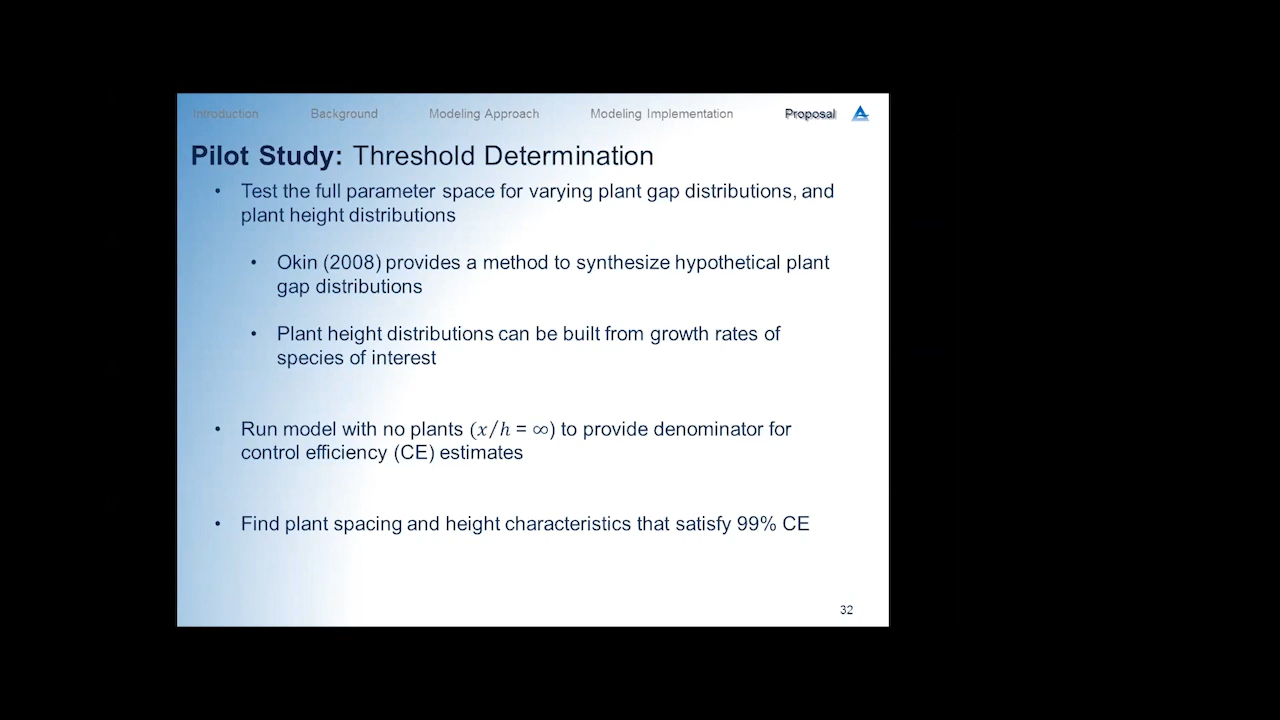 Introduction Background Modeling Approach Modeling Implementation Proposal
Pilot Study: Threshold Determination
• Test the full parameter space for varying plant gap distributions, and
plant height distributions
• Okin (2008) provides a method to synthesize hypothetical plant
gap distributions
• Plant height distributions can be built from growth rates of
species of interest
• Run model with no plants (x/h = ∞) to provide denominator for
control efficiency (CE) estimates
• Find plant spacing and height characteristics that satisfy 99% CE
32